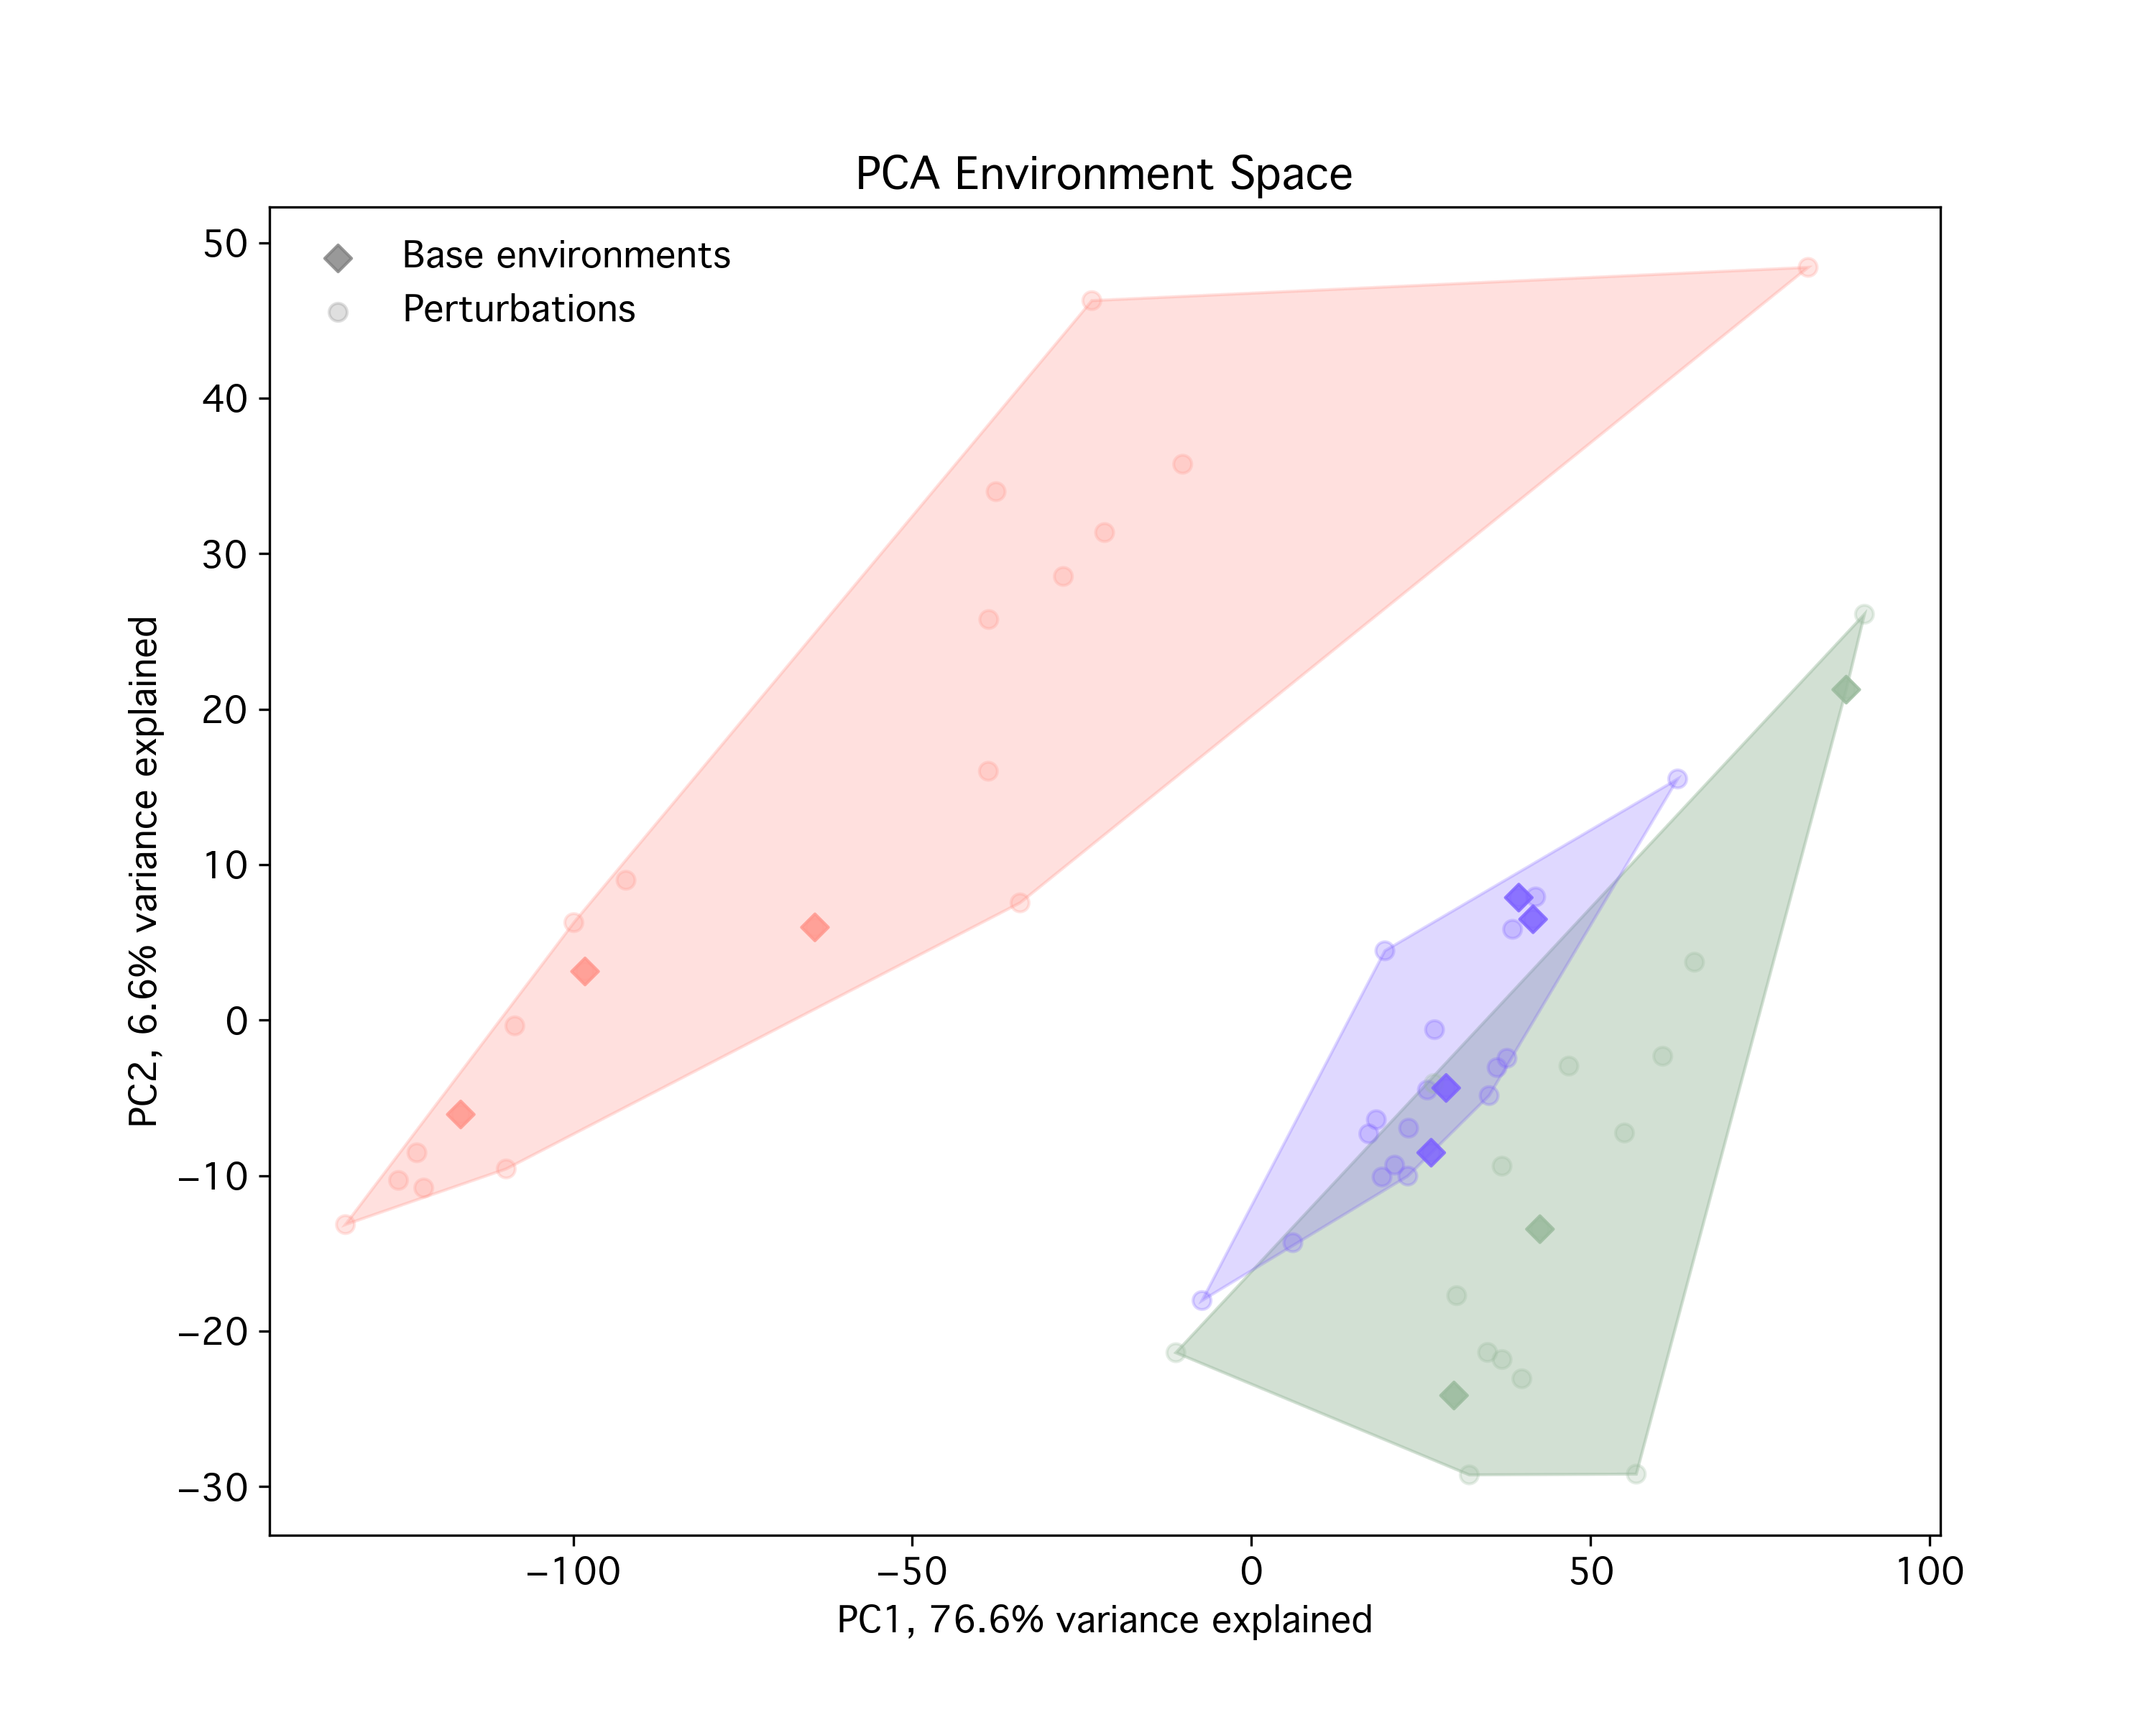 PCA Environment Space
Base environments
Perturbations
50
40
30
20
10
0
−10
−20
−30
PC2, 6.6% variance explained
−100
−50
0
50
100
PC1, 76.6% variance explained